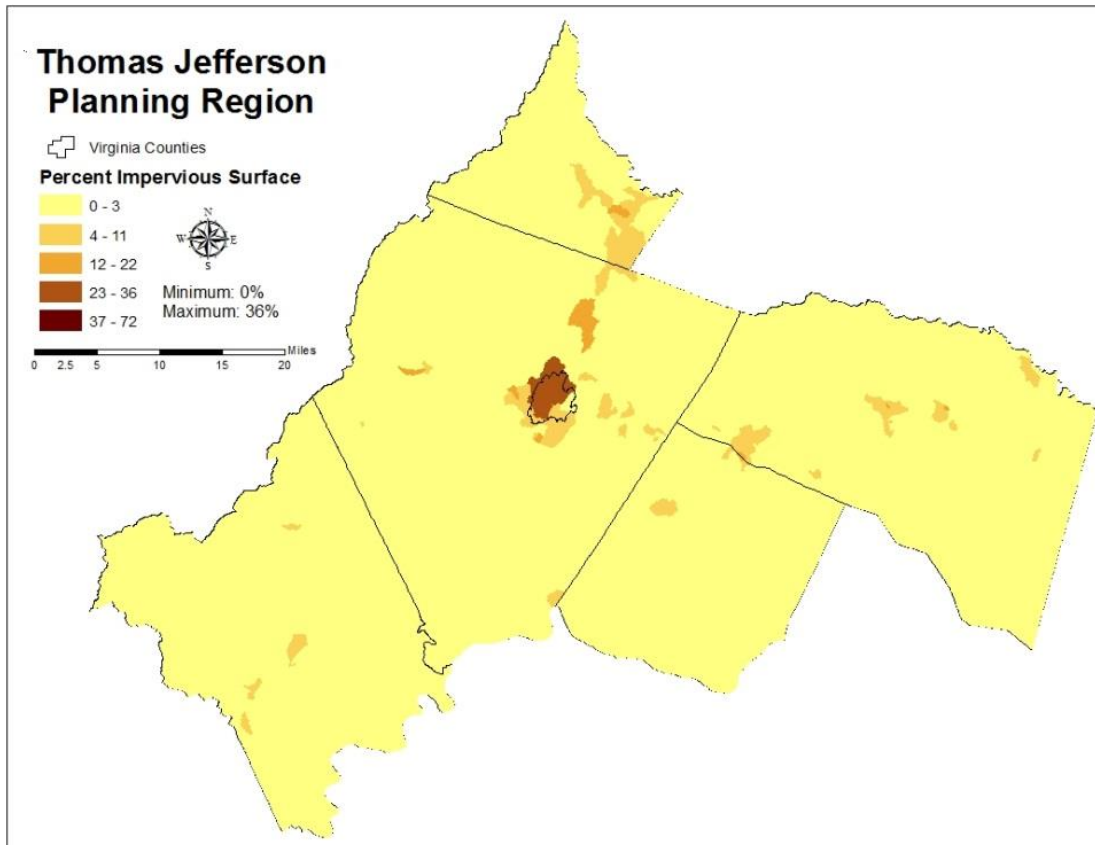 Thomas Jefferson
Planning Region
Virginia Counties
Percent Impervious Surface
0 - 3
4 - 11
12 - 22
23 - 36
37 - 72
N
W E
S
Minimum: 0%
Maximum: 36%
Miles
0 2.5 5 10 15 20